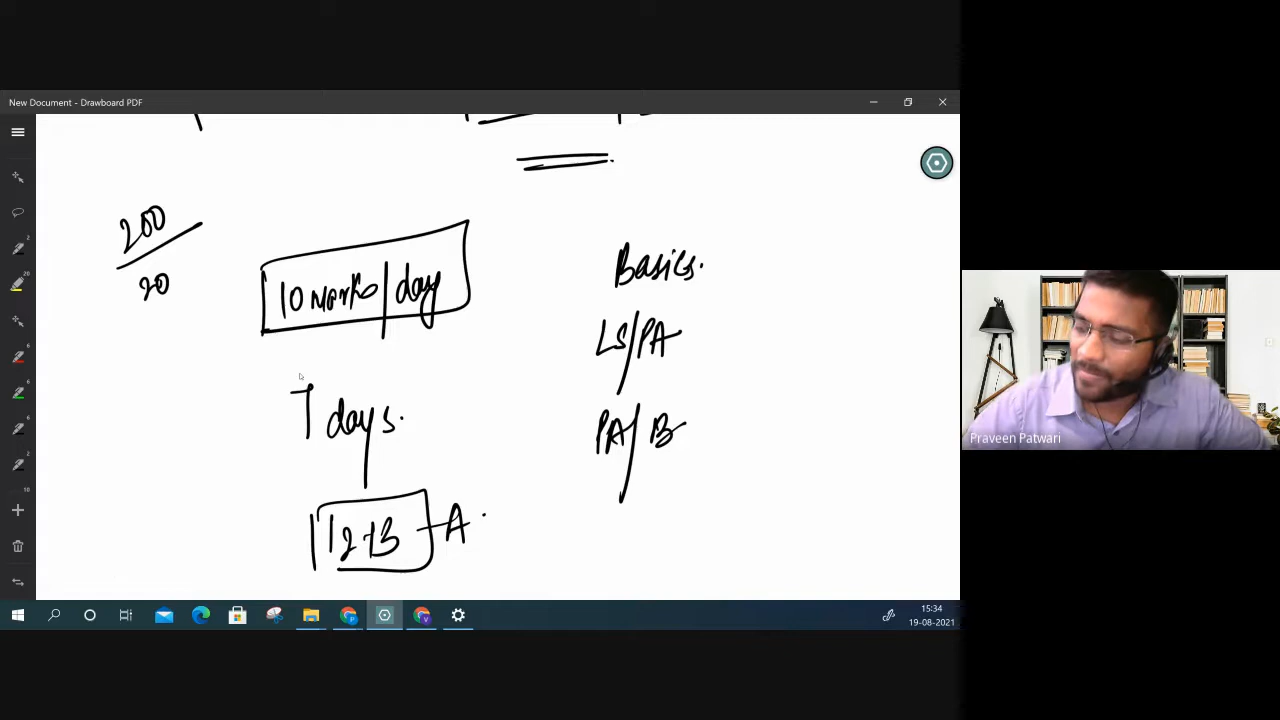 New Document - Drawboard PDF
200
20
10 marks/day
Basics.
LS/PA
7 days.
PA/B
12+B A.
Praveen Patwari
15:34
19-08-2021